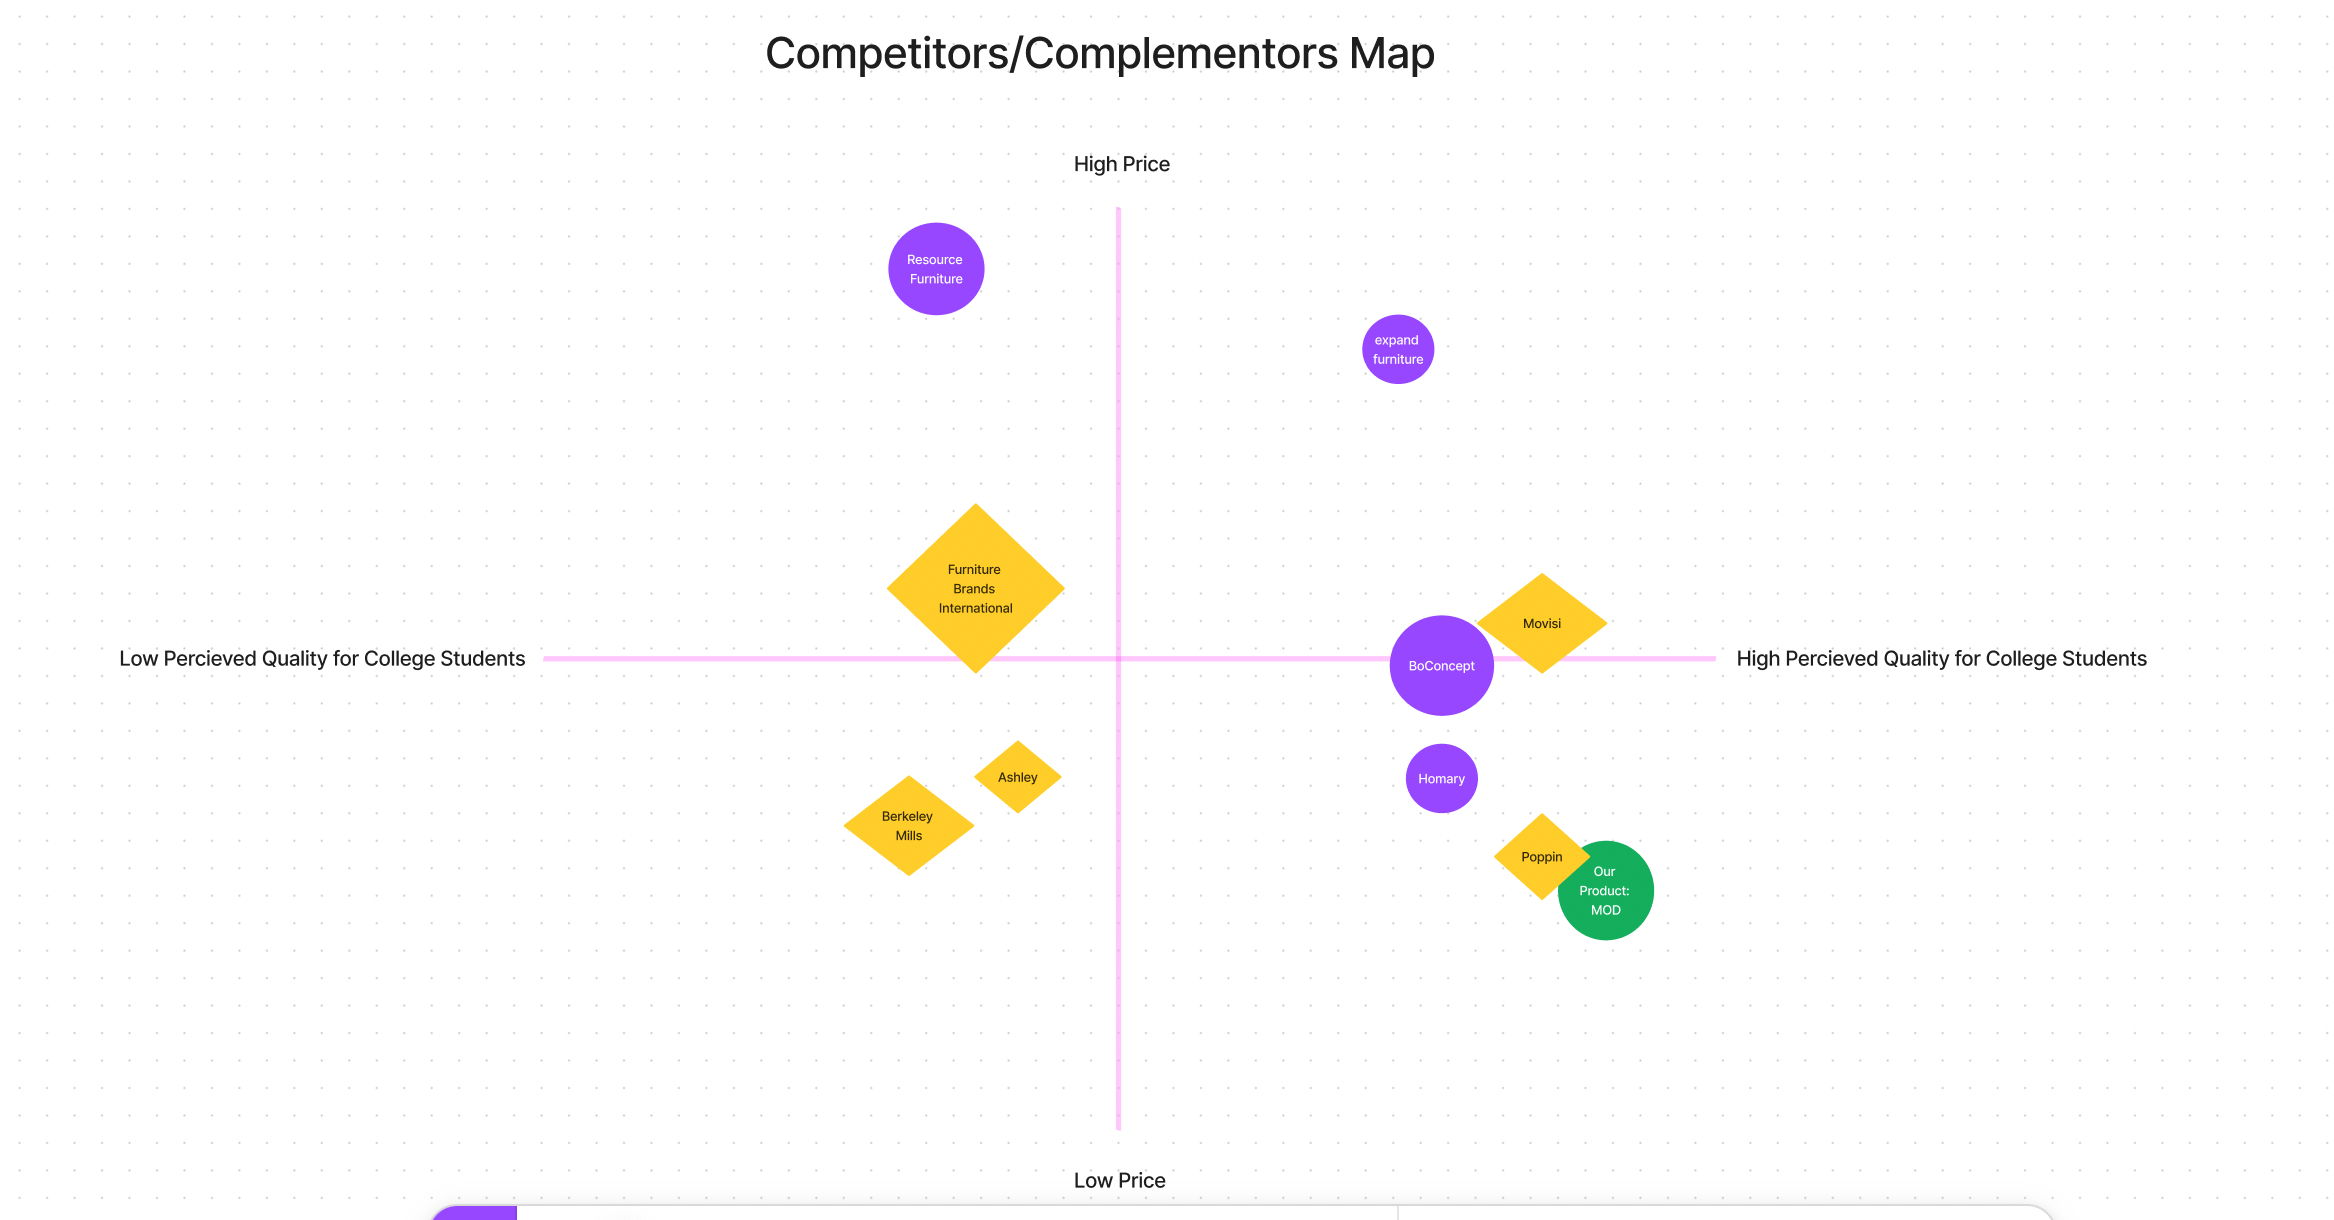 Competitors/Complementors Map
High Price
Resource
Furniture
expand
furniture
Furniture
Brands
International
Movisi
Low Percieved Quality for College Students
BoConcept
High Percieved Quality for College Students
Ashley
Homary
Berkeley
Mills
Poppin
Our
Product:
MOD
Low Price